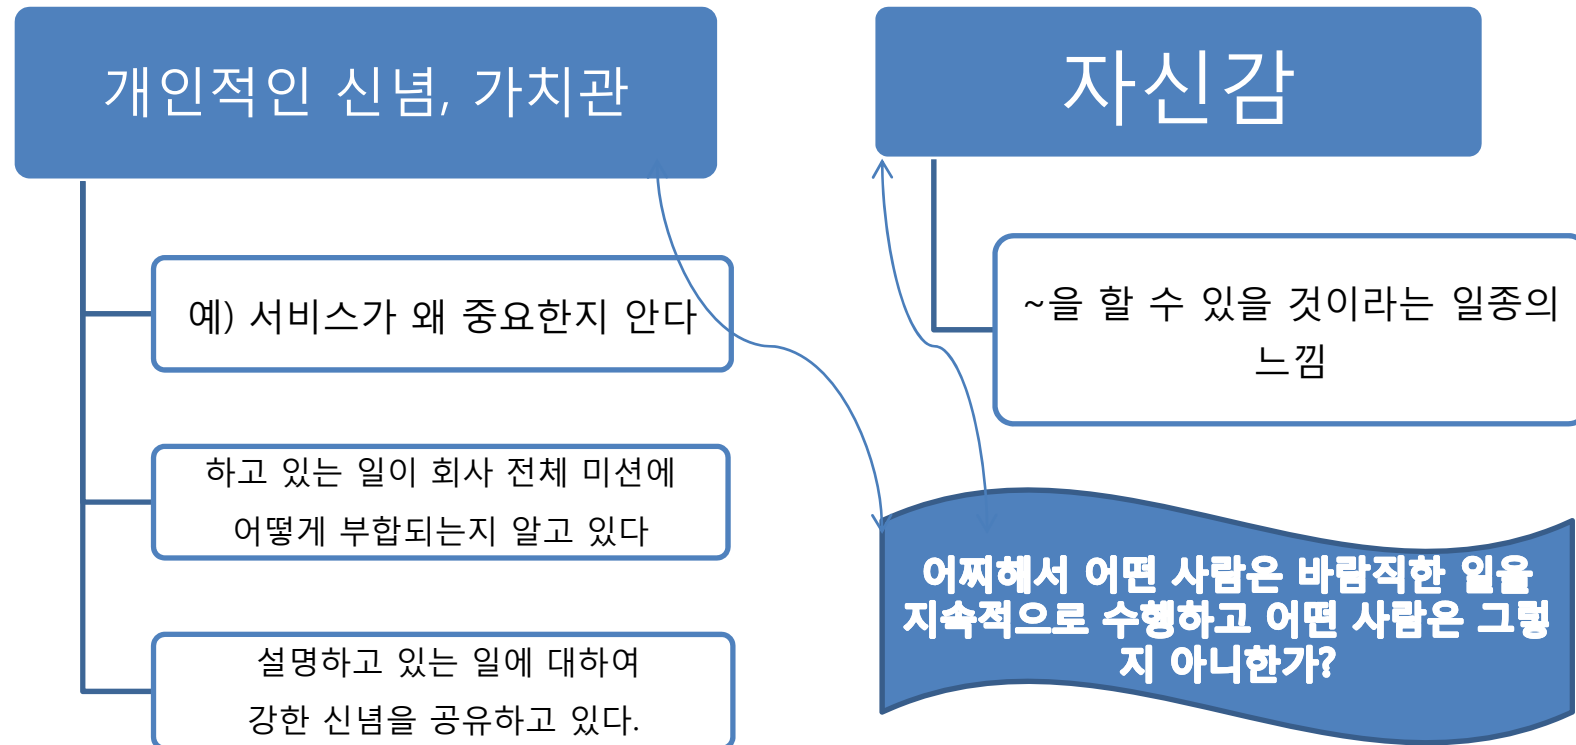 개인적인 신념, 가치관
예) 서비스가 왜 중요한지 안다
하고 있는 일이 회사 전체 미션에
어떻게 부합되는지 알고 있다
설명하고 있는 일에 대하여
강한 신념을 공유하고 있다.
자신감
~을 할 수 있을 것이라는 일종의
느낌
어찌해서 어떤 사람은 바람직한 일을
지속적으로 수행하고 어떤 사람은 그렇
지 아니한가?